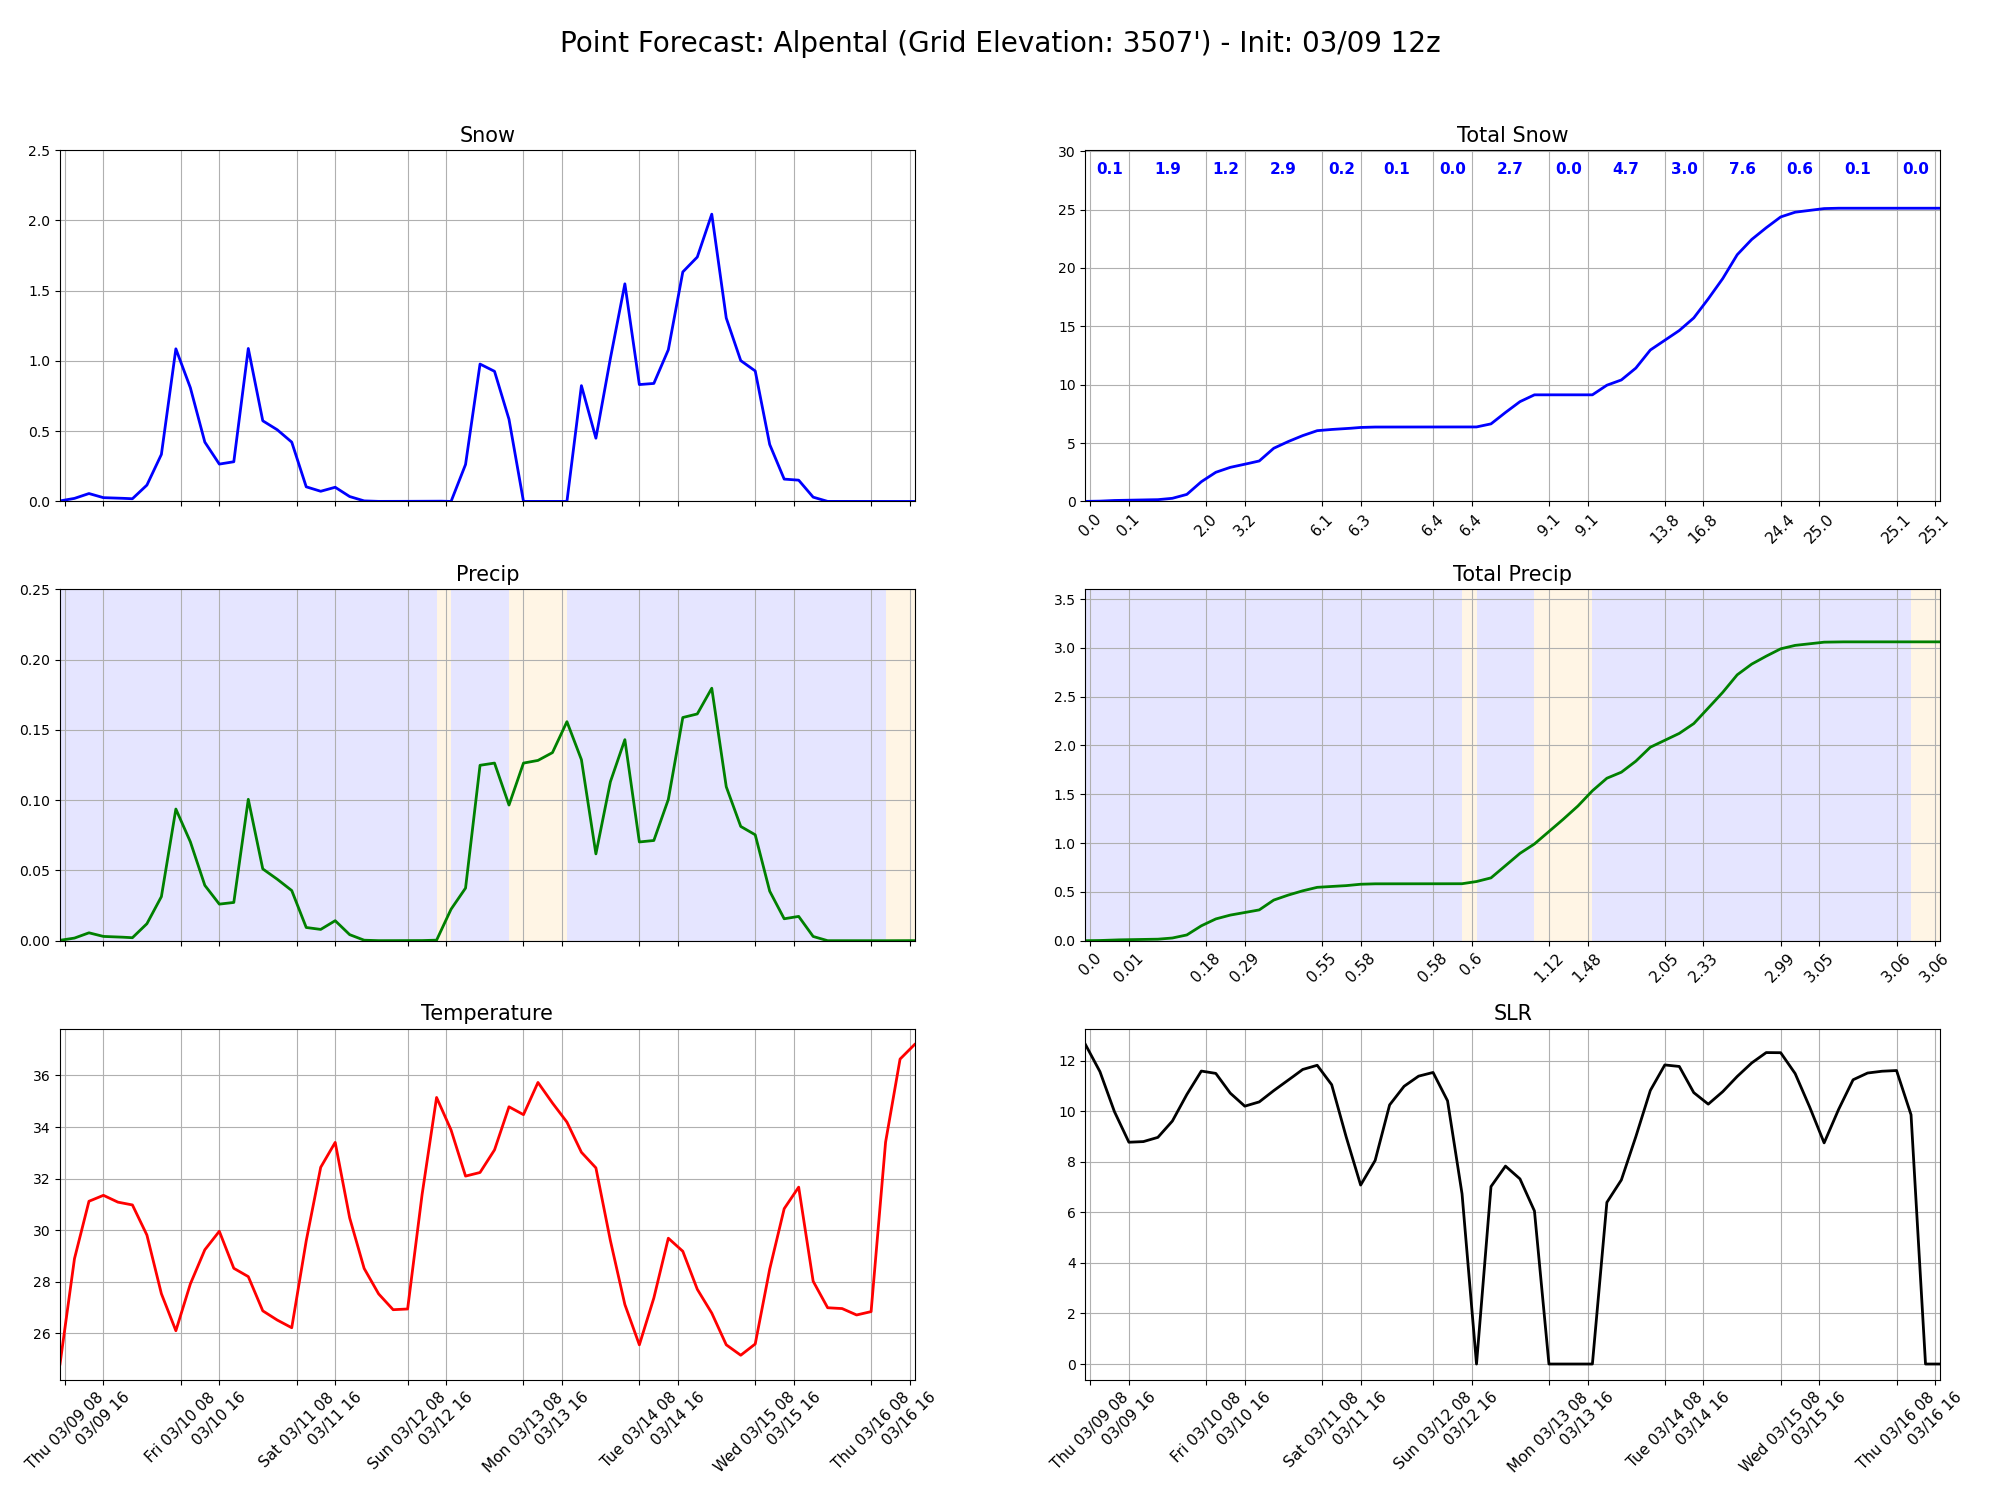 Point Forecast: Alpental (Grid Elevation: 3507') - Init: 03/09 12z
Snow
2.5
2.0
1.5
1.0
0.5
0.0
Total Snow
30
25
20
15
10
5
0
0.1 1.9 1.2 2.9 0.2 0.1 0.0 2.7 0.0 4.7 3.0 7.6 0.6 0.1 0.0
0.0 0.1 2.0 3.2 6.1 6.3 6.4 6.4 9.1 9.1 13.8 16.8 24.4 25.0 25.1 25.1
Precip
0.25
0.20
0.15
0.10
0.05
0.00
Total Precip
3.5
3.0
2.5
2.0
1.5
1.0
0.5
0.0
0.0 0.01 0.18 0.29 0.55 0.58 0.58 0.6 1.12 1.48 2.05 2.33 2.99 3.05 3.06 3.06
Temperature
36
34
32
30
28
26
Thu 03/09 08
03/09 16
Fri 03/10 08
03/10 16
Sat 03/11 08
03/11 16
Sun 03/12 08
03/12 16
Mon 03/13 08
03/13 16
Tue 03/14 08
03/14 16
Wed 03/15 08
03/15 16
Thu 03/16 08
03/16 16
SLR
12
10
8
6
4
2
0
Thu 03/09 08
03/09 16
Fri 03/10 08
03/10 16
Sat 03/11 08
03/11 16
Sun 03/12 08
03/12 16
Mon 03/13 08
03/13 16
Tue 03/14 08
03/14 16
Wed 03/15 08
03/15 16
Thu 03/16 08
03/16 16